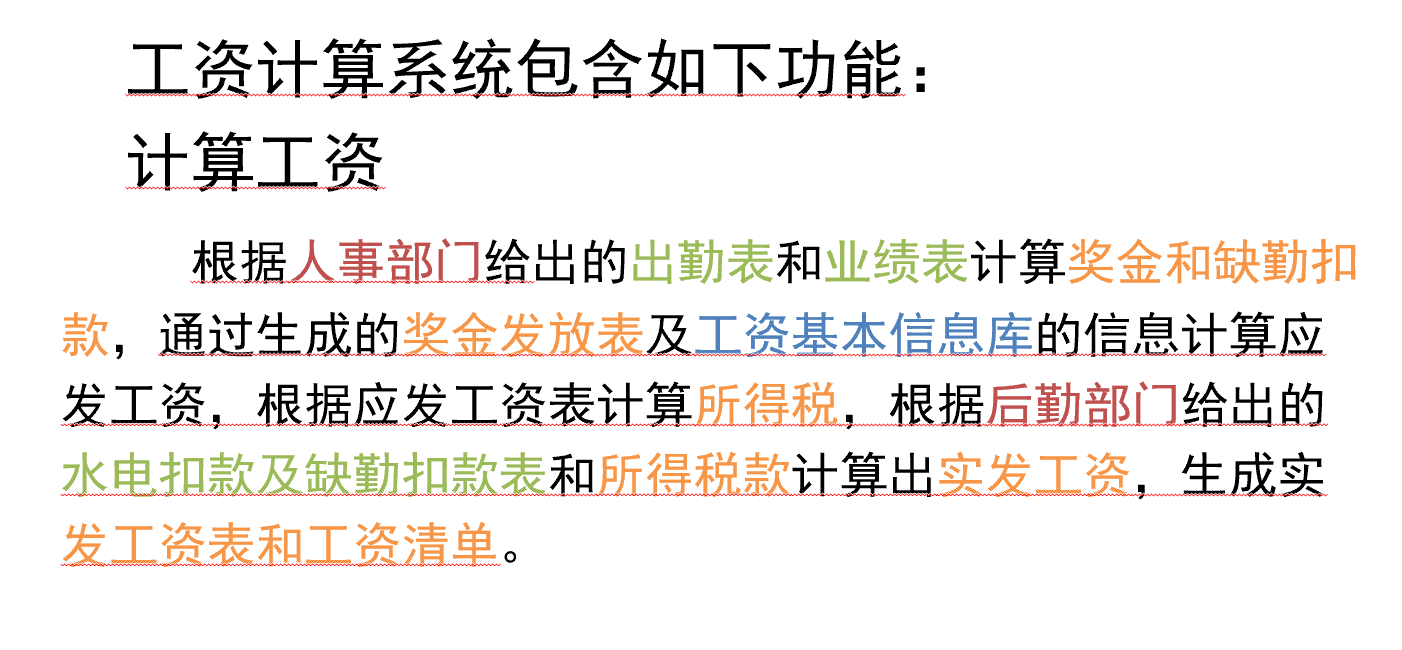 工资计算系统包含如下功能：
计算工资
根据人事部门给出的出勤表和业绩表计算奖金和缺勤扣
款，通过生成的奖金发放表及工资基本信息库的信息计算应
发工资，根据应发工资表计算所得税，根据后勤部门给出的
水电扣款及缺勤扣款表和所得税款计算出实发工资，生成实
发工资表和工资清单。